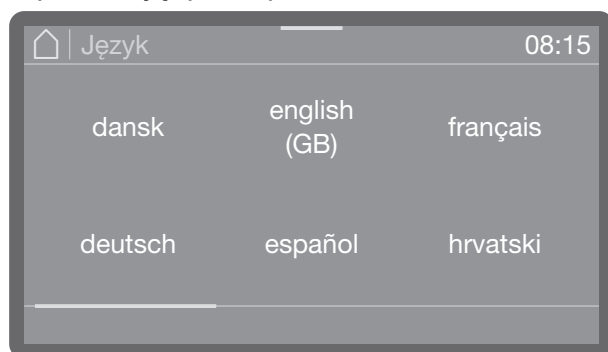 Język 08:15
dansk english (GB) français
deutsch español hrvatski